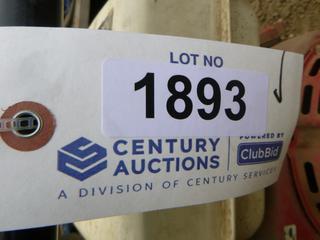 LOT NO
1893
CENTURY
AUCTIONS
POWERED BY
ClubBid
A DIVISION OF CENTURY SERVICES